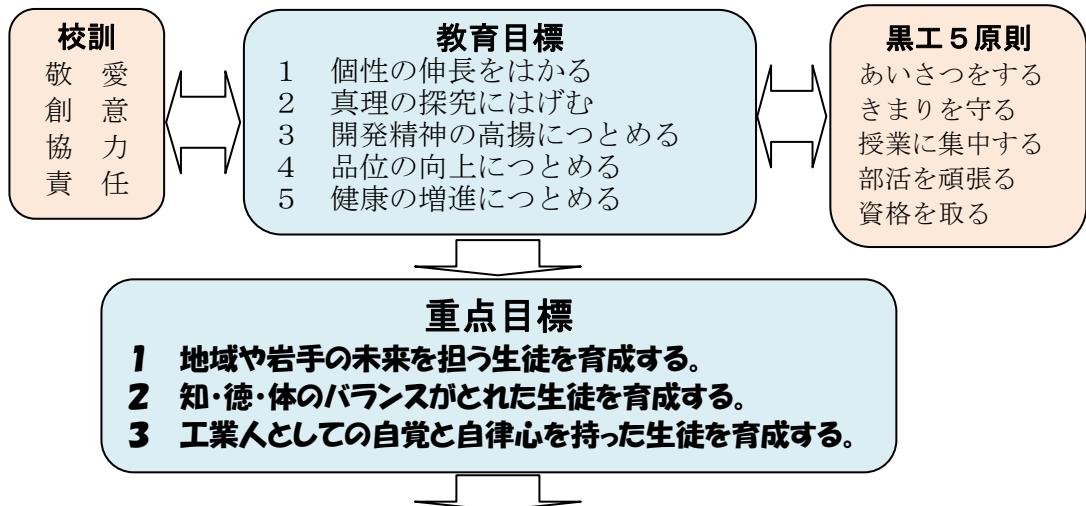 校訓
敬　愛
創　意
協　力
責　任
教育目標
１　個性の伸長をはかる
２　真理の探究にはげむ
３　開発精神の高揚につとめる
４　品位の向上につとめる
５　健康の増進につとめる
黒工５原則
あいさつをする
きまりを守る
授業に集中する
部活を頑張る
資格を取る
重点目標
１　地域や岩手の未来を担う生徒を育成する。
２　知・徳・体のバランスがとれた生徒を育成する。
３　工業人としての自覚と自律心を持った生徒を育成する。